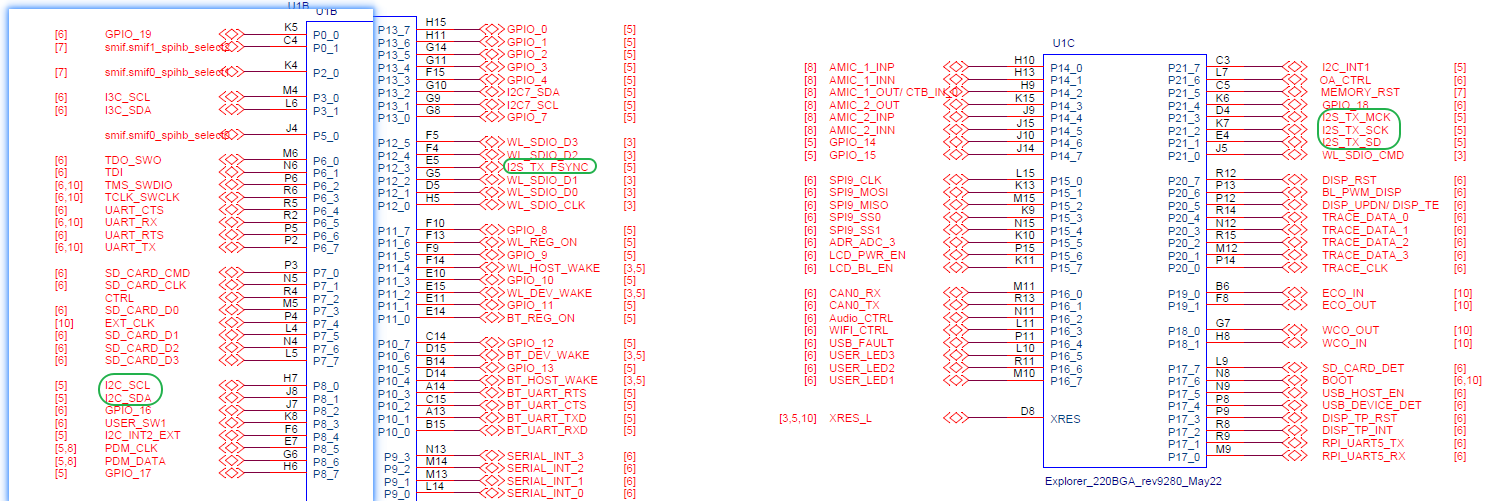 U1B
U1B
[6] GPIO_19 K5 P0_0
[7] smif.smif1_spihb_select C4 P0_1
[7] smif.smif0_spihb_select K4 P2_0
[6] I3C_SCL M4 P3_0
[6] I3C_SDA L6 P3_1
smif.smif0_spihb_select J4 P5_0
[6] TDO_SWO M6 P6_0
[6] TDI N6 P6_1
[6,10] TMS_SWDIO P6 P6_2
[6,10] TCLK_SWCLK R6 P6_3
[6] UART_CTS R5 P6_4
[6,10] UART_RX R2 P6_5
[6] UART_RTS P5 P6_6
[6,10] UART_TX P2 P6_7
[6] SD_CARD_CMD P3 P7_0
[6] SD_CARD_CLK N5 P7_1
CTRL R4 P7_2
[6] SD_CARD_D0 M5 P7_3
[10] EXT_CLK P4 P7_4
[6] SD_CARD_D1 L4 P7_5
[6] SD_CARD_D2 N4 P7_6
[6] SD_CARD_D3 L5 P7_7
[5] I2C_SCL H7 P8_0
[5] I2C_SDA J8 P8_1
[6] GPIO_16 J7 P8_2
[6] USER_SW1 K8 P8_3
[5] I2C_INT2_EXT F6 P8_4
[5,8] PDM_CLK E7 P8_5
[5,8] PDM_DATA G6 P8_6
[5] GPIO_17 H6 P8_7
P13_7 H15 GPIO_0 [5]
P13_6 H11 GPIO_1 [5]
P13_5 G14 GPIO_2 [5]
P13_4 G11 GPIO_3 [5]
P13_3 F15 GPIO_4 [5]
P13_2 G10 I2C7_SDA [5]
P13_1 G9 I2C7_SCL [5]
P13_0 G8 GPIO_7 [5]
P12_5 F5 WL_SDIO_D3 [3]
P12_4 F4 WL_SDIO_D2 [3]
P12_3 E5 I2S_TX_FSYNC [5]
P12_2 G5 WL_SDIO_D1 [3]
P12_1 D5 WL_SDIO_D0 [3]
P12_0 H5 WL_SDIO_CLK [3]
P11_7 F10 GPIO_8 [5]
P11_6 F13 WL_REG_ON [5]
P11_5 F9 GPIO_9 [5]
P11_4 F14 WL_HOST_WAKE [3,5]
P11_3 E10 GPIO_10 [5]
P11_2 E15 WL_DEV_WAKE [3,5]
P11_1 E11 GPIO_11 [5]
P11_0 E14 BT_REG_ON [5]
P10_7 C14 GPIO_12 [5]
P10_6 D15 BT_DEV_WAKE [3,5]
P10_5 B14 GPIO_13 [5]
P10_4 D14 BT_HOST_WAKE [3,5]
P10_3 A14 BT_UART_RTS [5]
P10_2 C15 BT_UART_CTS [5]
P10_1 A13 BT_UART_TXD [5]
P10_0 B15 BT_UART_RXD [5]
P9_3 N13 SERIAL_INT_3 [6]
P9_2 M14 SERIAL_INT_2 [6]
P9_1 M13 SERIAL_INT_1 [6]
P9_0 L14 SERIAL_INT_0 [6]
U1C
[8] AMIC_1_INP H10 P14_0
[8] AMIC_1_INN H13 P14_1
[8] AMIC_1_OUT/ CTB_IN_ H9 P14_2
[8] AMIC_2_OUT K15 P14_3
[8] AMIC_2_INP J9 P14_4
[8] AMIC_2_INN J15 P14_5
[5] GPIO_14 J10 P14_6
[5] GPIO_15 J14 P14_7
[6] SPI9_CLK L15 P15_0
[6] SPI9_MOSI K13 P15_1
[6] SPI9_MISO M15 P15_2
[6] SPI9_SS0 K9 P15_3
[6] SPI9_SS1 N15 P15_4
[6] ADR_ADC_3 K10 P15_5
[6] LCD_PWR_EN P15 P15_6
[6] LCD_BL_EN K11 P15_7
[6] CAN0_RX M11 P16_0
[6] CAN0_TX R13 P16_1
[6] Audio_CTRL N11 P16_2
[6] WIFI_CTRL L11 P16_3
[6] USB_FAULT P11 P16_4
[6] USER_LED3 L10 P16_5
[6] USER_LED2 R11 P16_6
[6] USER_LED1 M10 P16_7
[3,5,10] XRES_L D8 XRES
P21_7 C3 I2C_INT1 [5]
P21_6 L7 OA_CTRL [6]
P21_5 C5 MEMORY_RST [7]
P21_4 K6 GPIO_18 [6]
P21_3 D4 I2S_TX_MCK [5]
P21_2 K7 I2S_TX_SCK [5]
P21_1 E4 I2S_TX_SD [5]
P21_0 J5 WL_SDIO_CMD [3]
P20_7 R12 DISP_RST [6]
P20_6 P13 BL_PWM_DISP [6]
P20_5 P12 DISP_UPDN/ DISP_TE [6]
P20_4 R14 TRACE_DATA_0 [6]
P20_3 N12 TRACE_DATA_1 [6]
P20_2 R15 TRACE_DATA_2 [6]
P20_1 M12 TRACE_DATA_3 [6]
P20_0 P14 TRACE_CLK [6]
P19_0 B6 ECO_IN [10]
P19_1 F8 ECO_OUT [10]
P18_0 G7 WCO_OUT [10]
P18_1 H8 WCO_IN [10]
P17_7 L9 SD_CARD_DET [6]
P17_6 N8 BOOT [6,10]
P17_5 N9 USB_HOST_EN [6]
P17_4 P8 USB_DEVICE_DET [6]
P17_3 P9 DISP_TP_RST [6]
P17_2 R8 DISP_TP_INT [6]
P17_1 R9 RPI_UART5_TX [6]
P17_0 M9 RPI_UART5_RX [6]
Explorer_220BGA_rev9280_May22